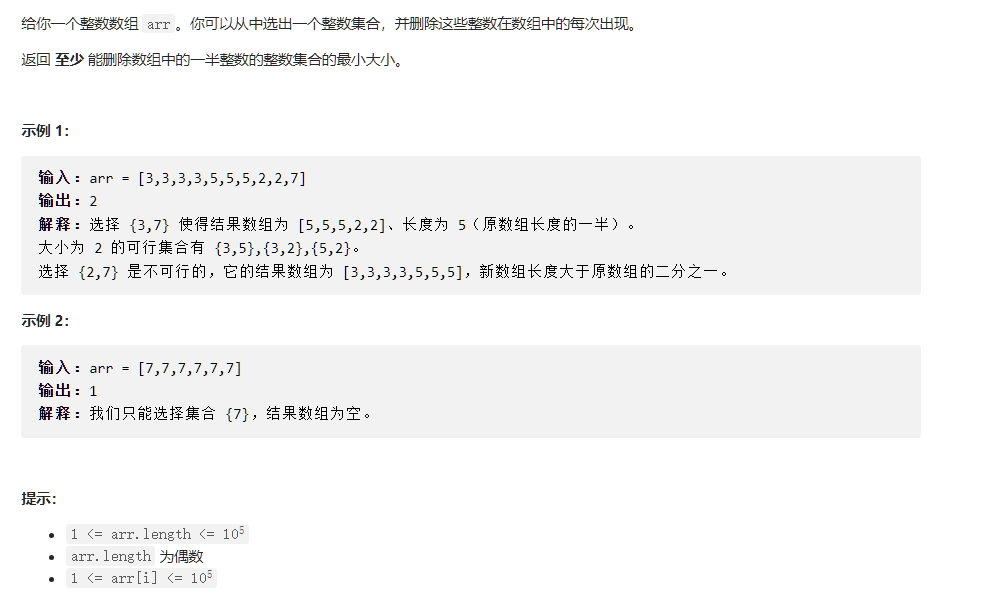 给你一个整数数组 arr 。你可以从中选出一个整数集合，并删除这些整数在数组中的每次出现。
返回 至少 能删除数组中的一半整数的整数集合的最小大小。
示例 1：
输入：arr = [3,3,3,3,5,5,5,2,2,7]
输出：2
解释：选择 {3,7} 使得结果数组为 [5,5,5,2,2]、长度为 5（原数组长度的一半）。
大小为 2 的可行集合有 {3,5},{3,2},{5,2}。
选择 {2,7} 是不可行的，它的结果数组为 [3,3,3,3,5,5,5]，新数组长度大于原数组的二分之一。
示例 2：
输入：arr = [7,7,7,7,7,7]
输出：1
解释：我们只能选择集合 {7}，结果数组为空。
提示：
1 <= arr.length <= 10⁵
arr.length 为偶数
1 <= arr[i] <= 10⁵